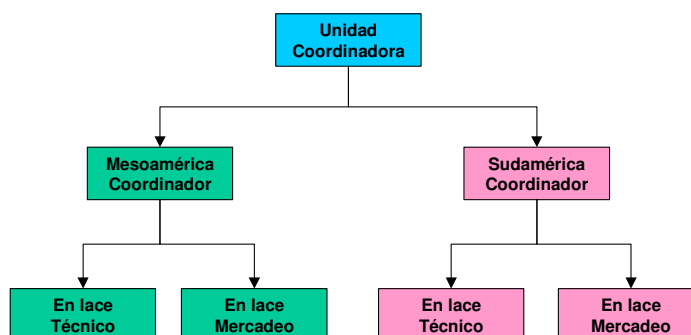 Unidad
Coordinadora
Mesoamérica
Coordinador
Sudamérica
Coordinador
En lace
Técnico
En lace
Mercadeo
En lace
Técnico
En lace
Mercadeo